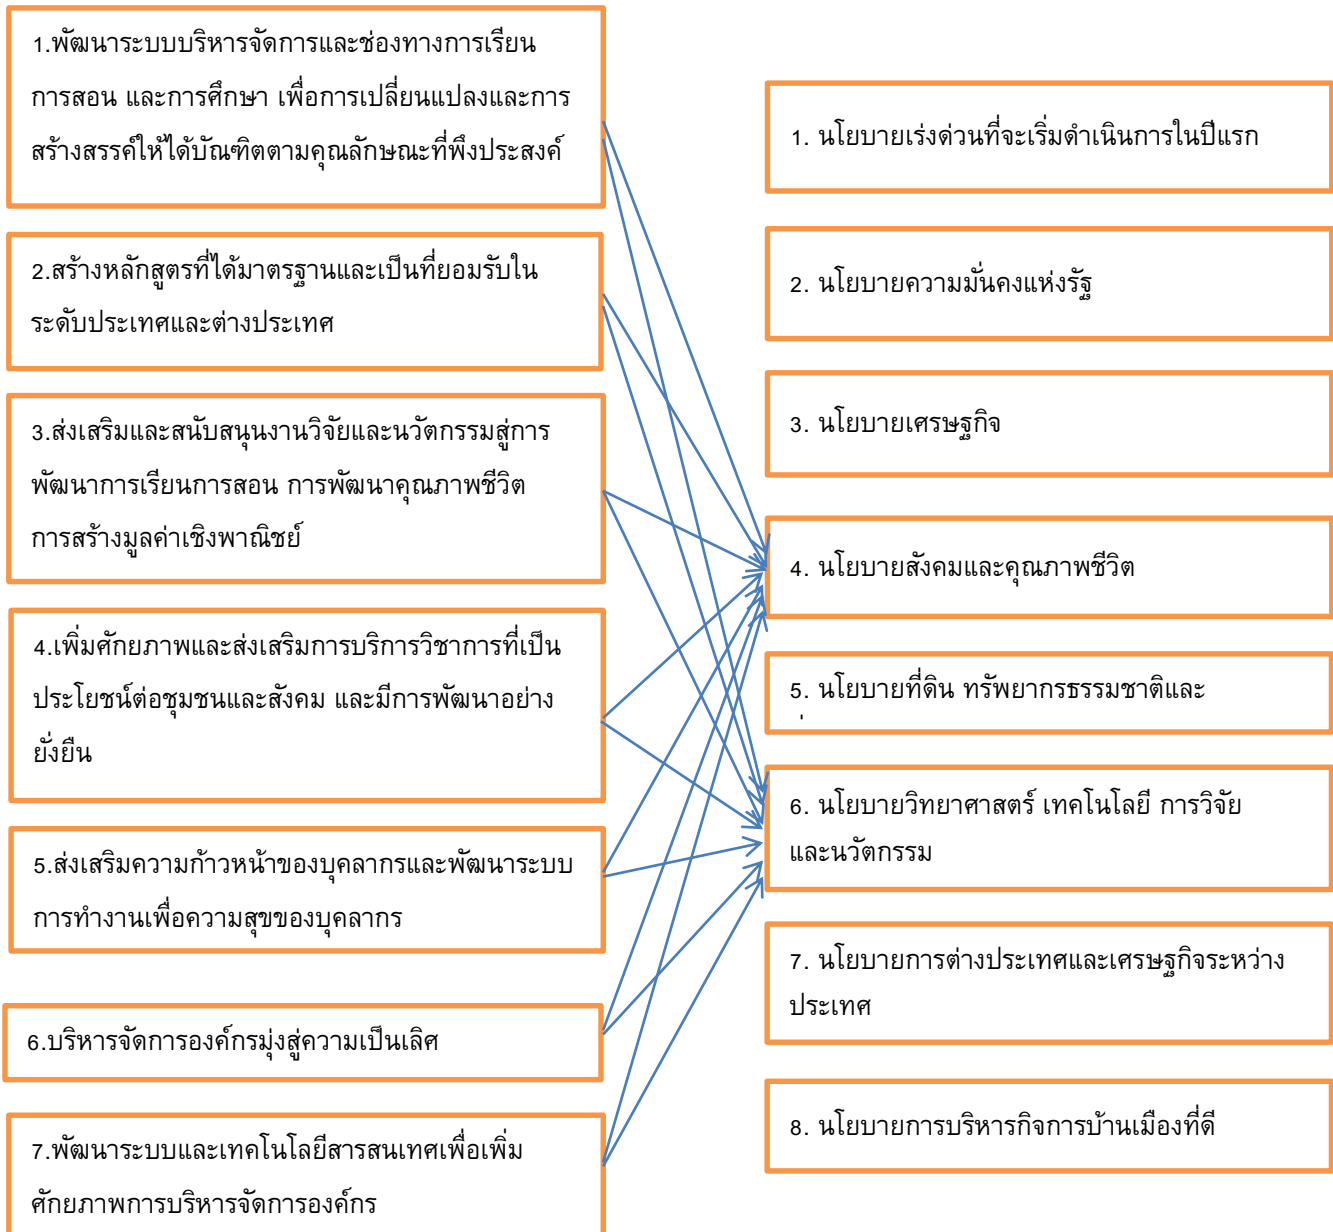 1.พัฒนาระบบบริหารจัดการและช่องทางการเรียน
การสอน และการศึกษา เพื่อการเปลี่ยนแปลงและการ
สร้างสรรค์ให้ได้บัณฑิตตามคุณลักษณะที่พึงประสงค์
2.สร้างหลักสูตรที่ได้มาตรฐานและเป็นที่ยอมรับใน
ระดับประเทศและต่างประเทศ
3.ส่งเสริมและสนับสนุนงานวิจัยและนวัตกรรมสู่การ
พัฒนาการเรียนการสอน การพัฒนาคุณภาพชีวิต
การสร้างมูลค่าเชิงพาณิชย์
4.เพิ่มศักยภาพและส่งเสริมการบริการวิชาการที่เป็น
ประโยชน์ต่อชุมชนและสังคม และมีการพัฒนาอย่าง
ยั่งยืน
5.ส่งเสริมความก้าวหน้าของบุคลากรและพัฒนาระบบ
การทำงานเพื่อความสุขของบุคลากร
6.บริหารจัดการองค์กรมุ่งสู่ความเป็นเลิศ
7.พัฒนาระบบและเทคโนโลยีสารสนเทศเพื่อเพิ่ม
ศักยภาพการบริหารจัดการองค์กร
1. นโยบายเร่งด่วนที่จะเริ่มดำเนินการในปีแรก
2. นโยบายความมั่นคงแห่งรัฐ
3. นโยบายเศรษฐกิจ
4. นโยบายสังคมและคุณภาพชีวิต
5. นโยบายที่ดิน ทรัพยากรธรรมชาติและ
6. นโยบายวิทยาศาสตร์ เทคโนโลยี การวิจัย
และนวัตกรรม
7. นโยบายการต่างประเทศและเศรษฐกิจระหว่าง
ประเทศ
8. นโยบายการบริหารกิจการบ้านเมืองที่ดี